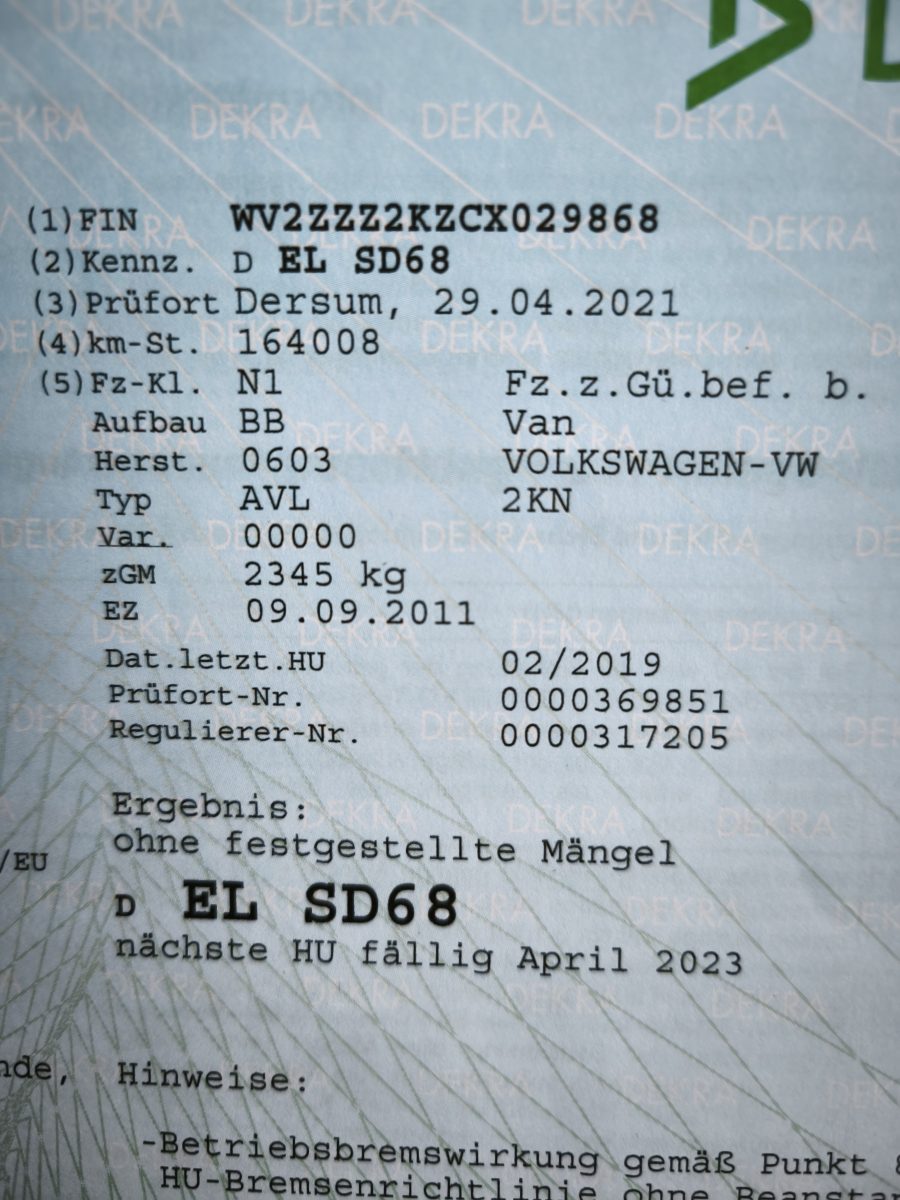 (1)FIN WV2ZZZ2KZCX029868
(2)Kennz. D EL SD68
(3)Prüfort Dersum, 29.04.2021
(4)km-St. 164008
(5)Fz-Kl. N1 Fz.z.Gü.bef. b.
Aufbau BB Van
Herst. 0603 VOLKSWAGEN-VW
Typ AVL 2KN
Var. 00000
zGM 2345 kg
EZ 09.09.2011
Dat.letzt.HU 02/2019
Prüfort-Nr. 0000369851
Regulierer-Nr. 0000317205
Ergebnis:
ohne festgestellte Mängel
/EU
D EL SD68
nächste HU fällig April 2023
Hinweise:
-Betriebsbremswirkung gemäß Punkt
HU-Bremsenrichtlinie ohne